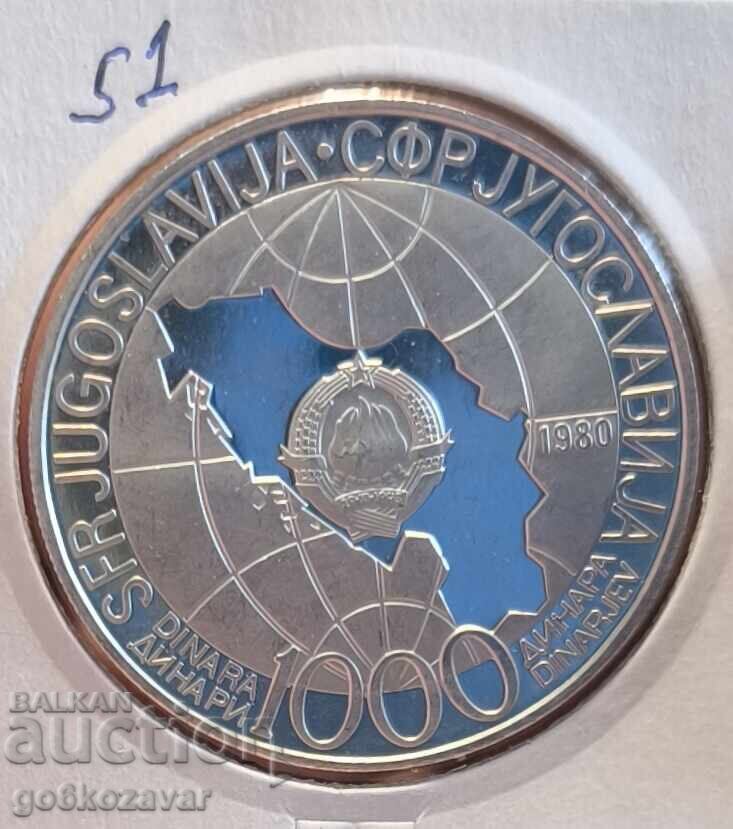 51
SFR JUGOSLAVIJA · СФР ЈУГОСЛАВИЈА
1980
DINARA
ДИНАРИ
1000
ДИНАРА
DINARJEV
BALKAN
auction
go6kozavar